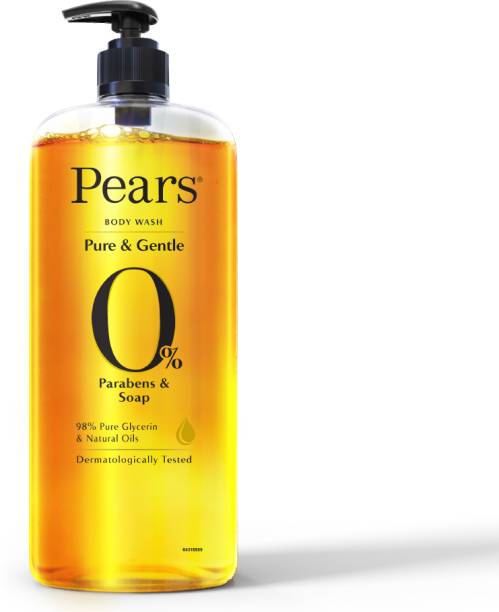 Pears®
BODY WASH
Pure & Gentle
0%
Parabens &
Soap
98% Pure Glycerin
& Natural Oils
Dermatologically Tested